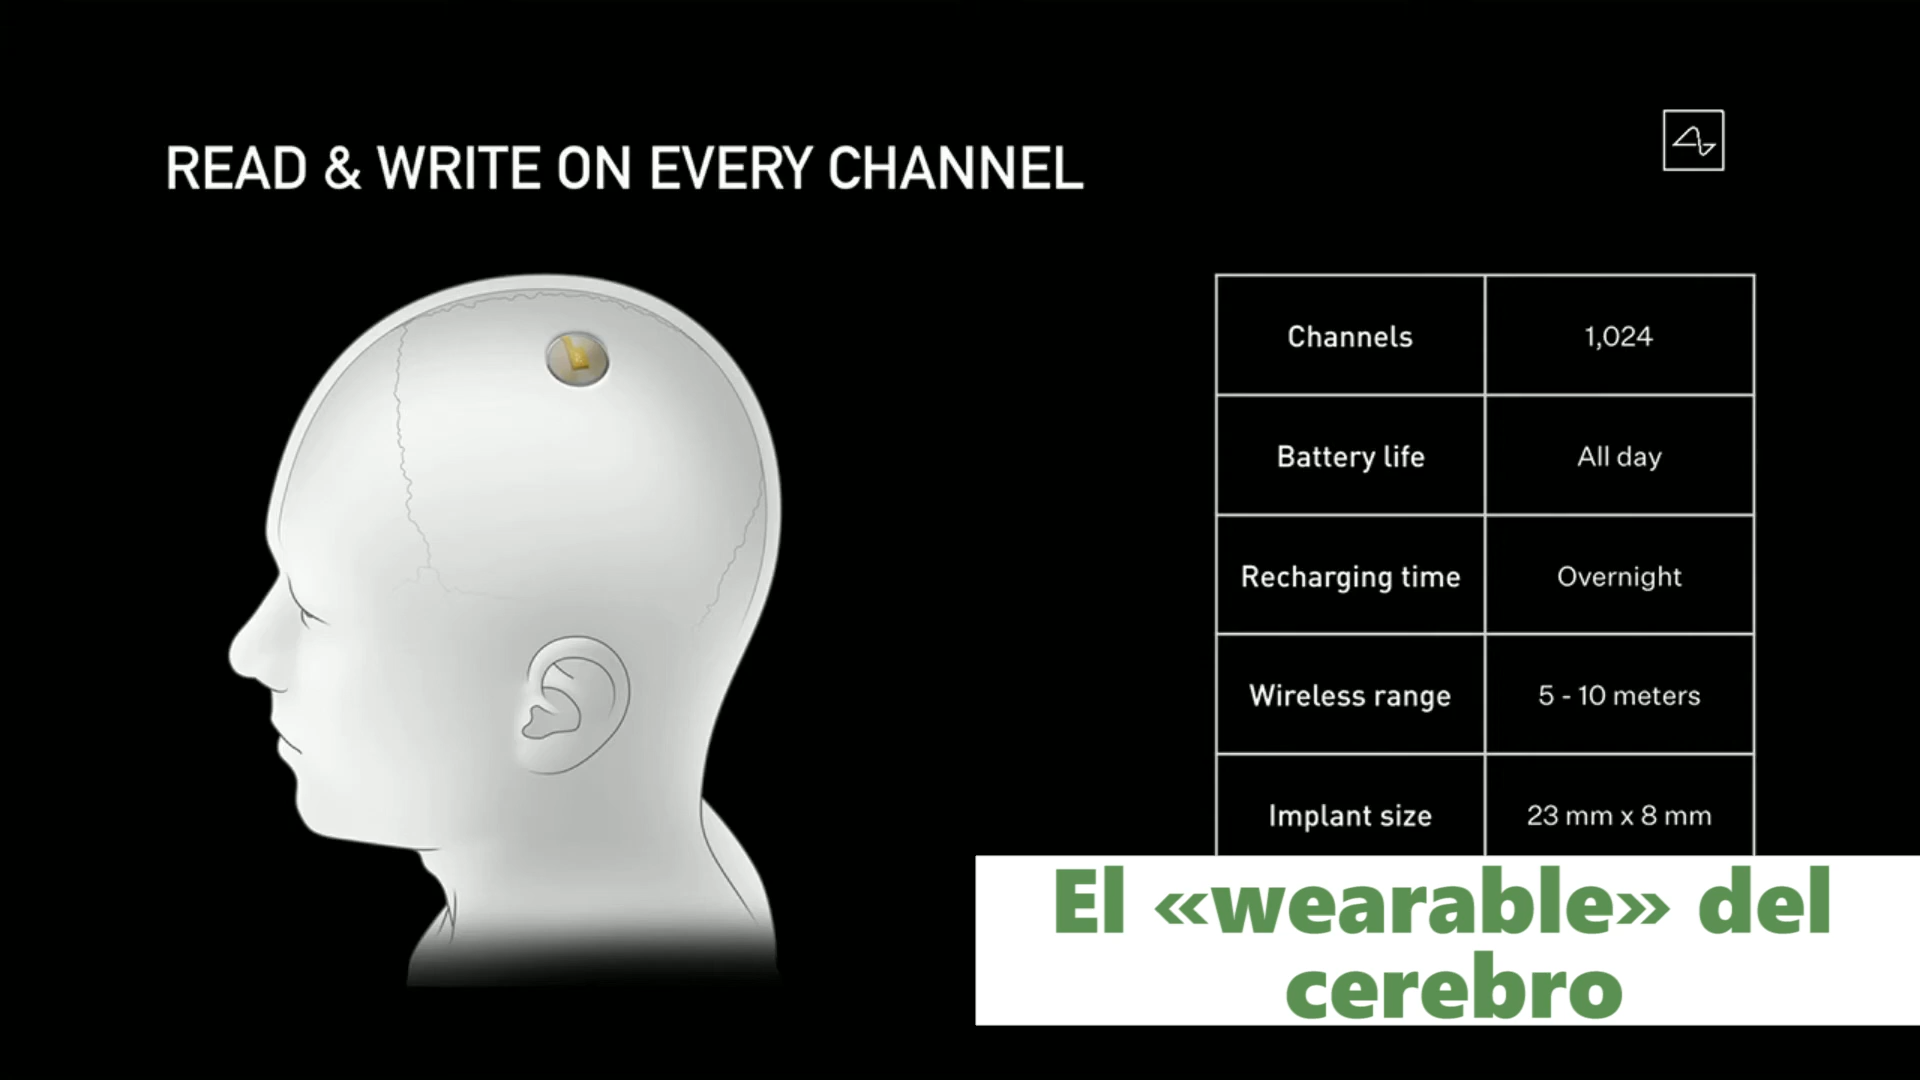 READ & WRITE ON EVERY CHANNEL
Channels 1,024
Battery life All day
Recharging time Overnight
Wireless range 5 - 10 meters
Implant size 23 mm x 8 mm
El «wearable» del
cerebro